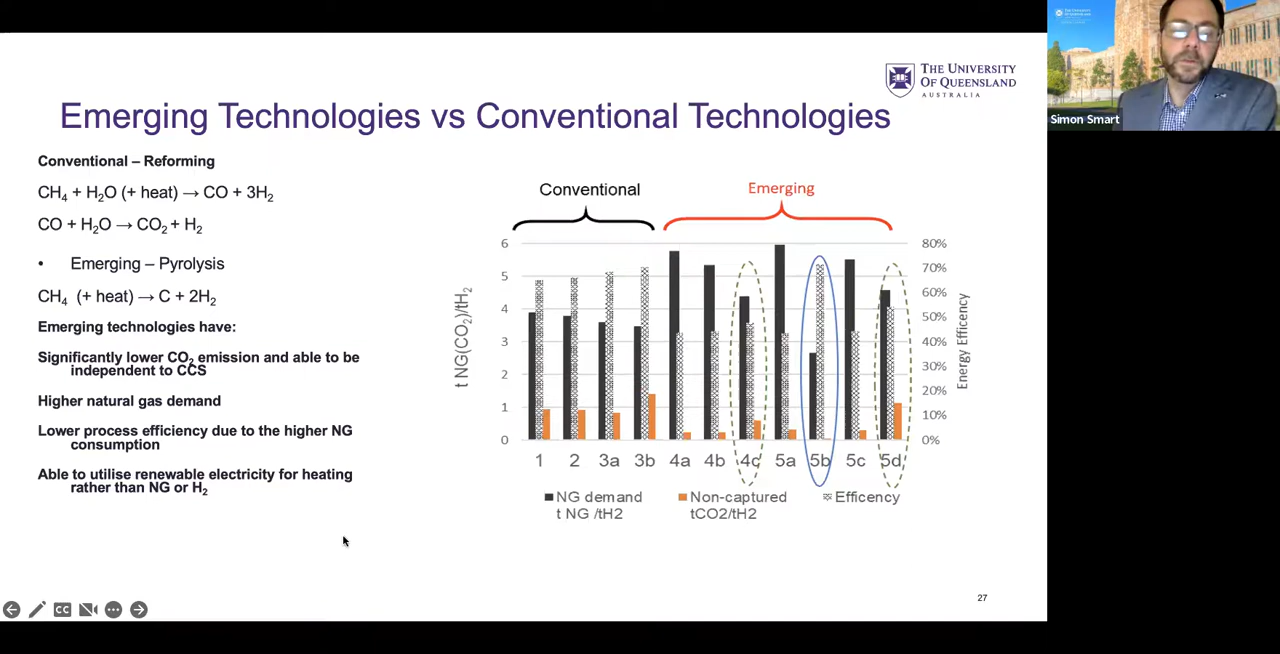 THE UNIVERSITY
OF QUEENSLAND
AUSTRALIA
Simon Smart
Emerging Technologies vs Conventional Technologies
Conventional – Reforming
CH₄ + H₂O (+ heat) → CO + 3H₂
CO + H₂O → CO₂ + H₂
• Emerging – Pyrolysis
CH₄ (+ heat) → C + 2H₂
Emerging technologies have:
Significantly lower CO₂ emission and able to be
independent to CCS
Higher natural gas demand
Lower process efficiency due to the higher NG
consumption
Able to utilise renewable electricity for heating
rather than NG or H₂
Conventional
Emerging
t NG(CO₂)/tH₂
6
5
4
3
2
1
0
80%
70%
60%
50%
40%
30%
20%
10%
0%
Energy Efficiency
1 2 3a 3b 4a 4b 4c 5a 5b 5c 5d
NG demand
t NG /tH2
Non-captured
tCO2/tH2
Efficency
27
CC